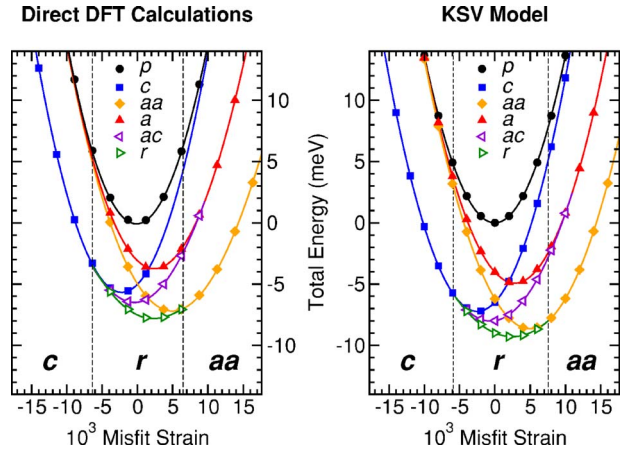 Direct DFT Calculations
KSV Model
p
c
aa
a
ac
r
10
5
0
-5
-10
Total Energy (meV)
p
c
aa
a
ac
r
10
5
0
-5
-10
c r aa
c r aa
-15 -10 -5 0 5 10 15
-15 -10 -5 0 5 10 15
10³ Misfit Strain
10³ Misfit Strain